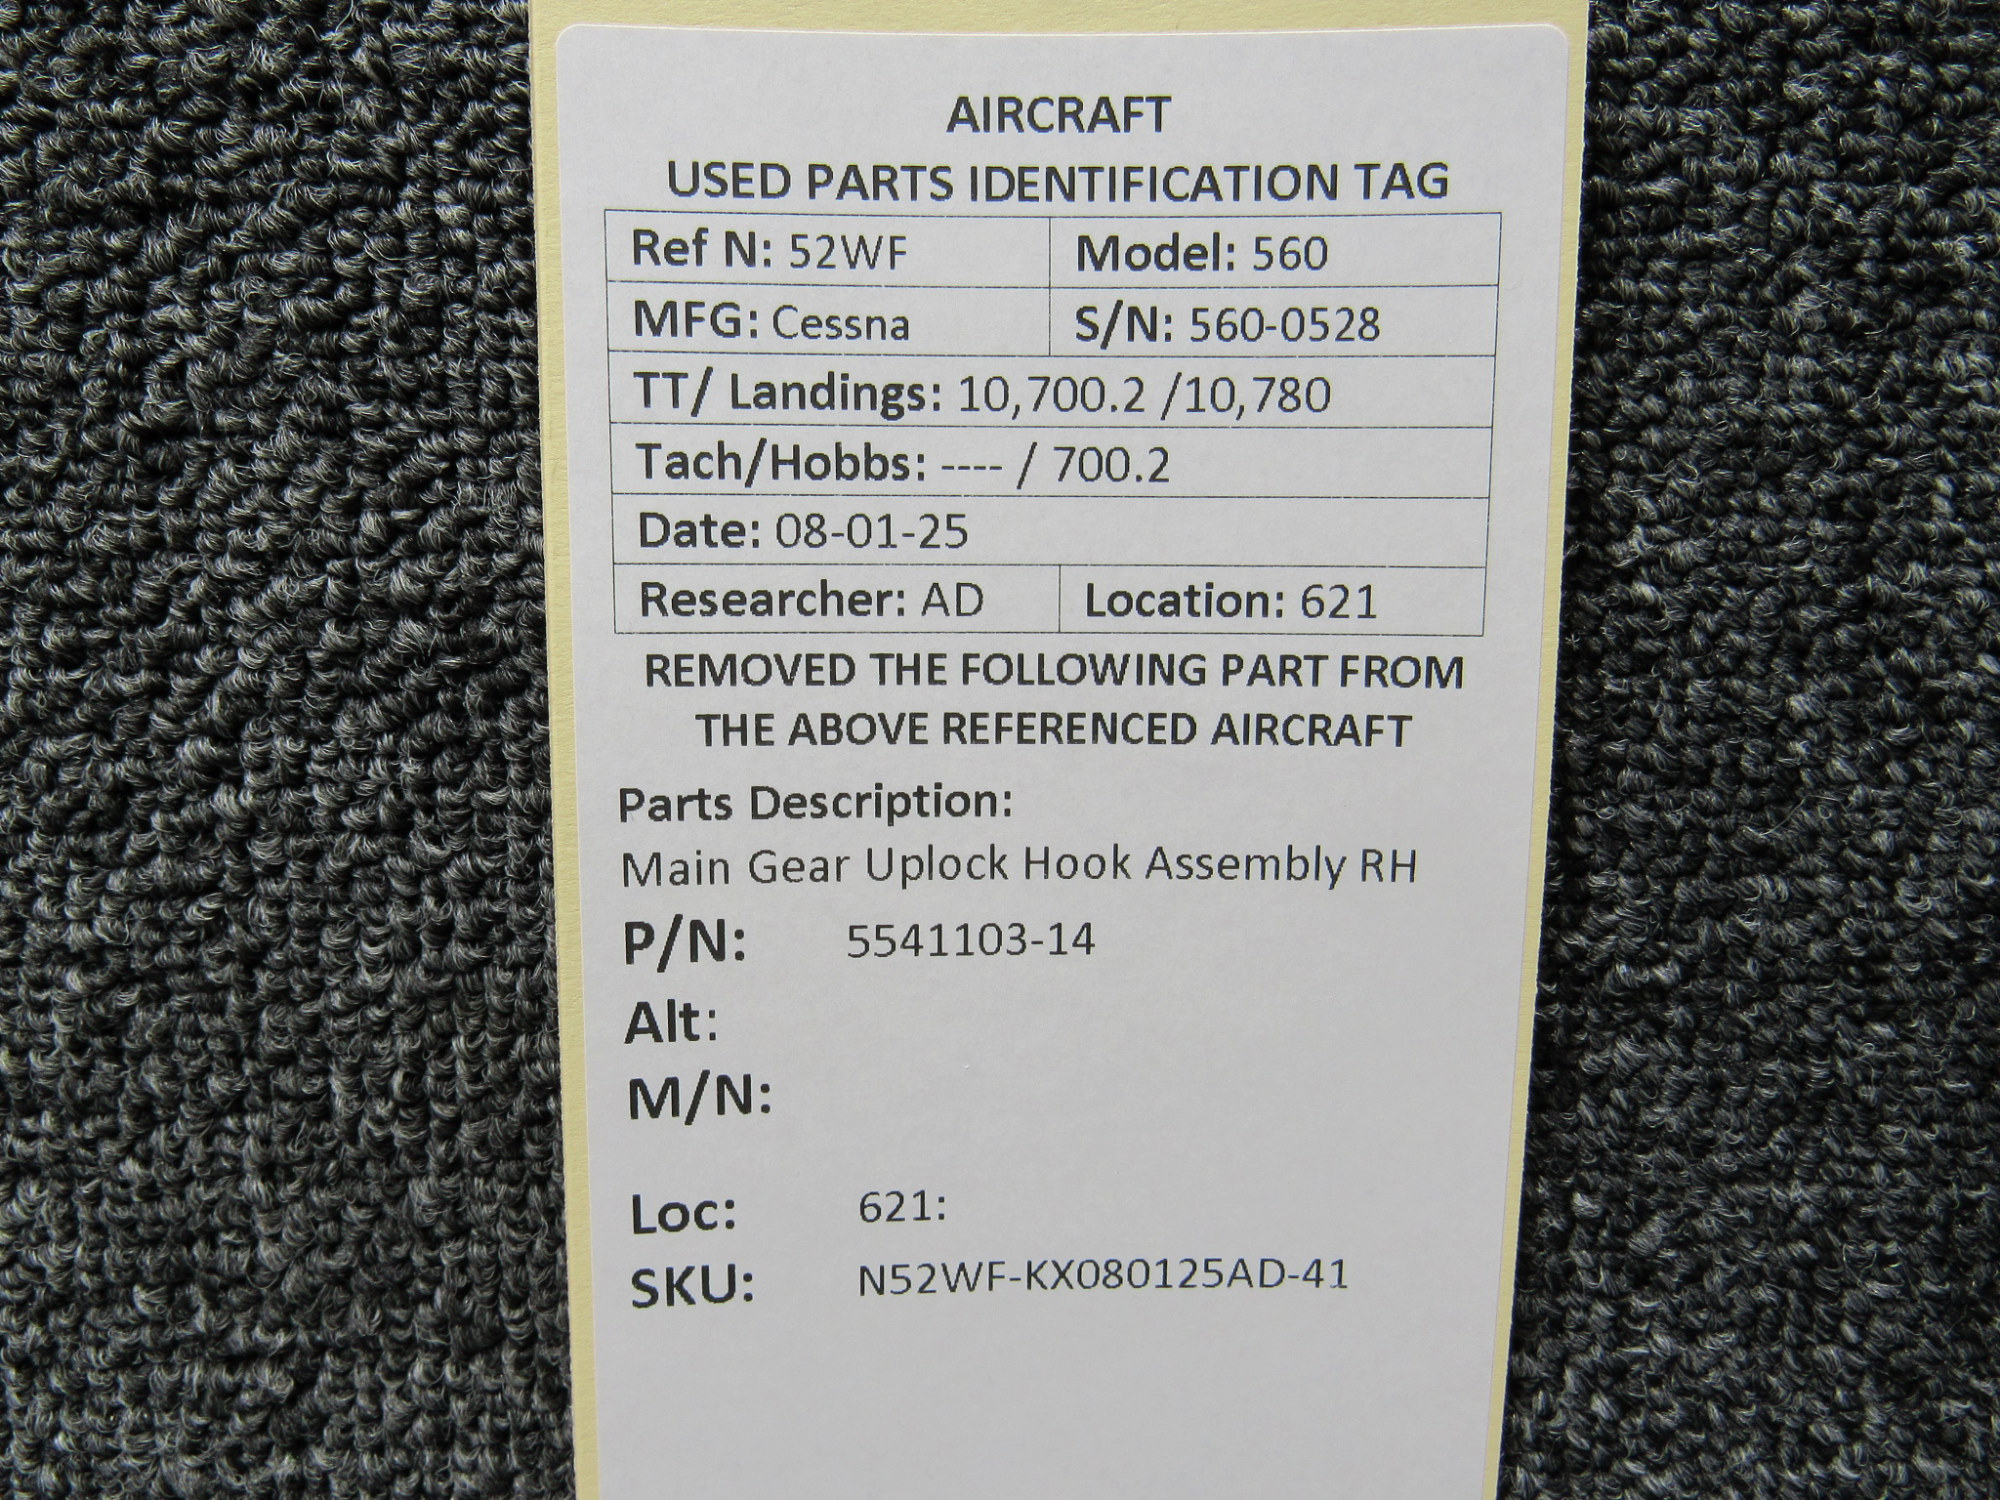 AIRCRAFT
USED PARTS IDENTIFICATION TAG
Ref N: 52WF Model: 560
MFG: Cessna S/N: 560-0528
TT/ Landings: 10,700.2 /10,780
Tach/Hobbs: ---- / 700.2
Date: 08-01-25
Researcher: AD Location: 621
REMOVED THE FOLLOWING PART FROM
THE ABOVE REFERENCED AIRCRAFT
Parts Description:
Main Gear Uplock Hook Assembly RH
P/N: 5541103-14
Alt:
M/N:
Loc: 621:
SKU: N52WF-KX080125AD-41